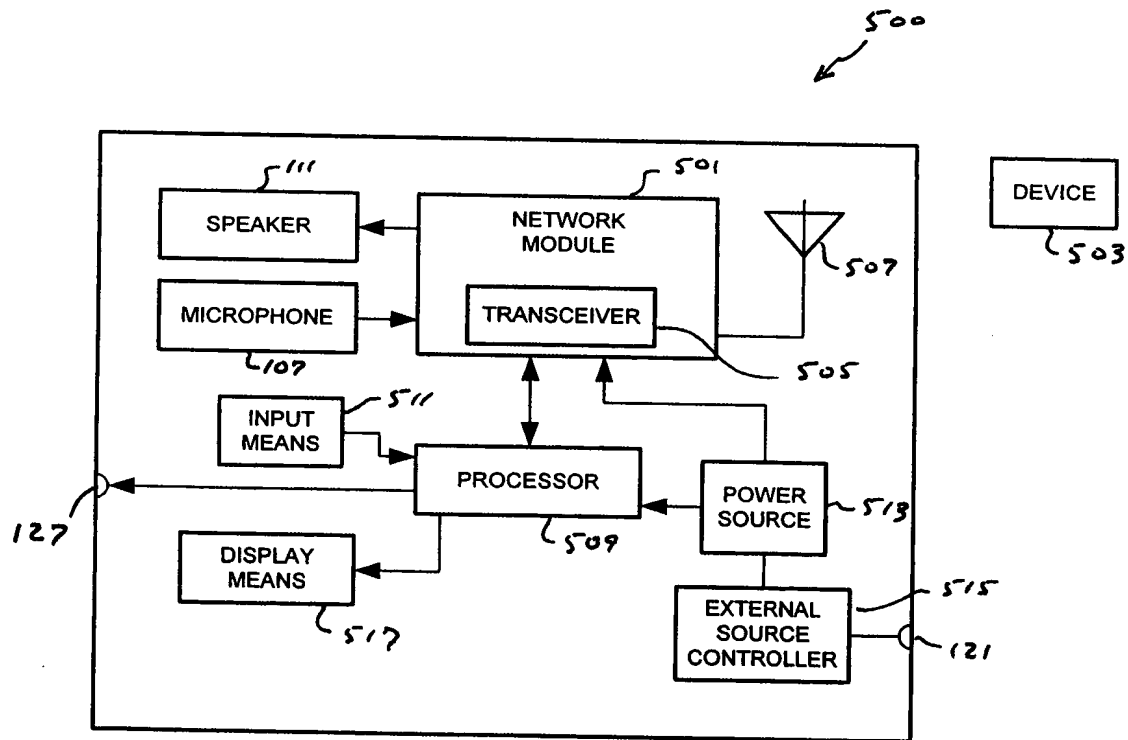 500
111
501
SPEAKER
NETWORK
MODULE
DEVICE
503
507
MICROPHONE
107
TRANSCEIVER
505
511
INPUT
MEANS
PROCESSOR
509
POWER
SOURCE
513
127
DISPLAY
MEANS
517
EXTERNAL
SOURCE
CONTROLLER
515
121